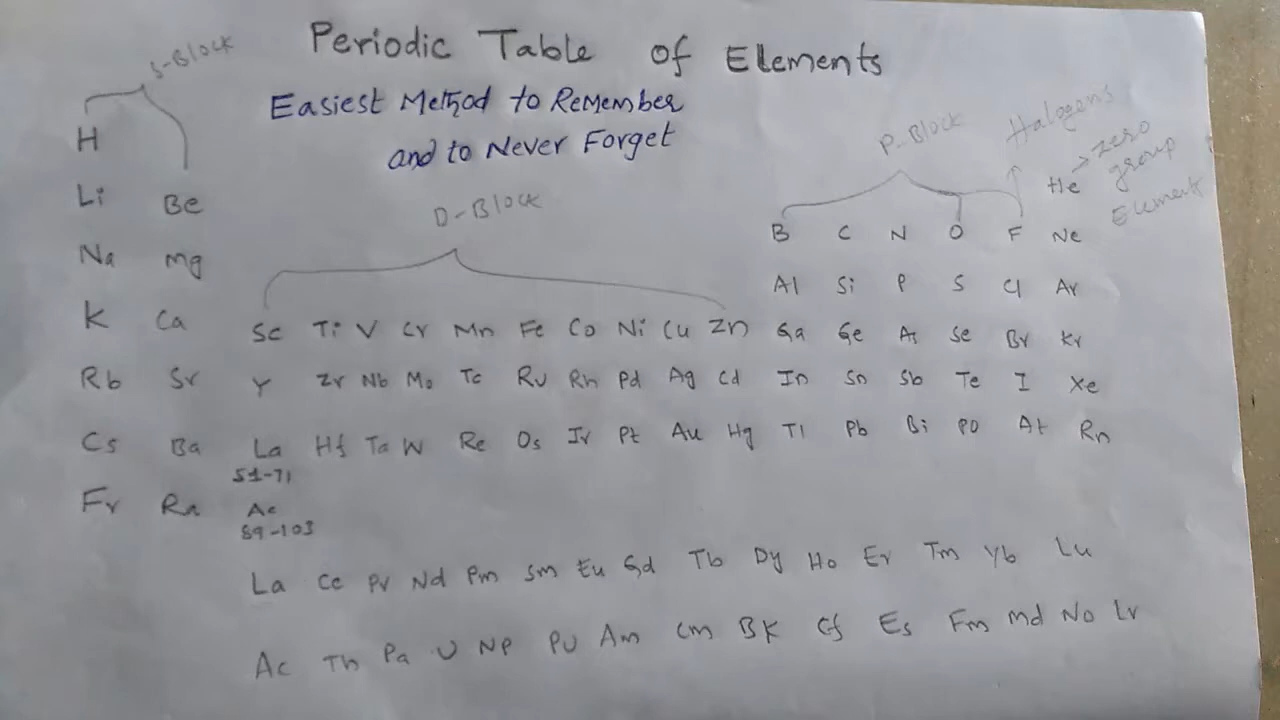 Periodic Table of Elements
Easiest Method to Remember
and to Never Forget
S-Block
D-Block
P-Block
Halogens
Zero
group
Element
H He
Li Be B C N O F Ne
Na Mg Al Si P S Cl Ar
K Ca Sc Ti V Cr Mn Fe Co Ni Cu Zn Ga Ge As Se Br Kr
Rb Sr Y Zr Nb Mo Tc Ru Rh Pd Ag Cd In Sn Sb Te I Xe
Cs Ba La Hf Ta W Re Os Ir Pt Au Hg Tl Pb Bi Po At Rn
51-71
Fr Ra Ac
89-103
La Ce Pr Nd Pm Sm Eu Gd Tb Dy Ho Er Tm Yb Lu
Ac Th Pa U Np Pu Am Cm Bk Cf Es Fm Md No Lr